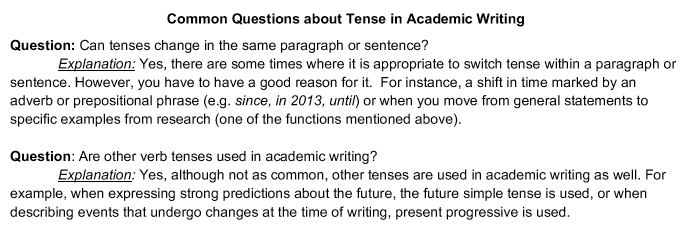 Common Questions about Tense in Academic Writing
Question: Can tenses change in the same paragraph or sentence?
Explanation: Yes, there are some times where it is appropriate to switch tense within a paragraph or
sentence. However, you have to have a good reason for it.  For instance, a shift in time marked by an
adverb or prepositional phrase (e.g. since, in 2013, until) or when you move from general statements to
specific examples from research (one of the functions mentioned above).
Question: Are other verb tenses used in academic writing?
Explanation: Yes, although not as common, other tenses are used in academic writing as well. For
example, when expressing strong predictions about the future, the future simple tense is used, or when
describing events that undergo changes at the time of writing, present progressive is used.